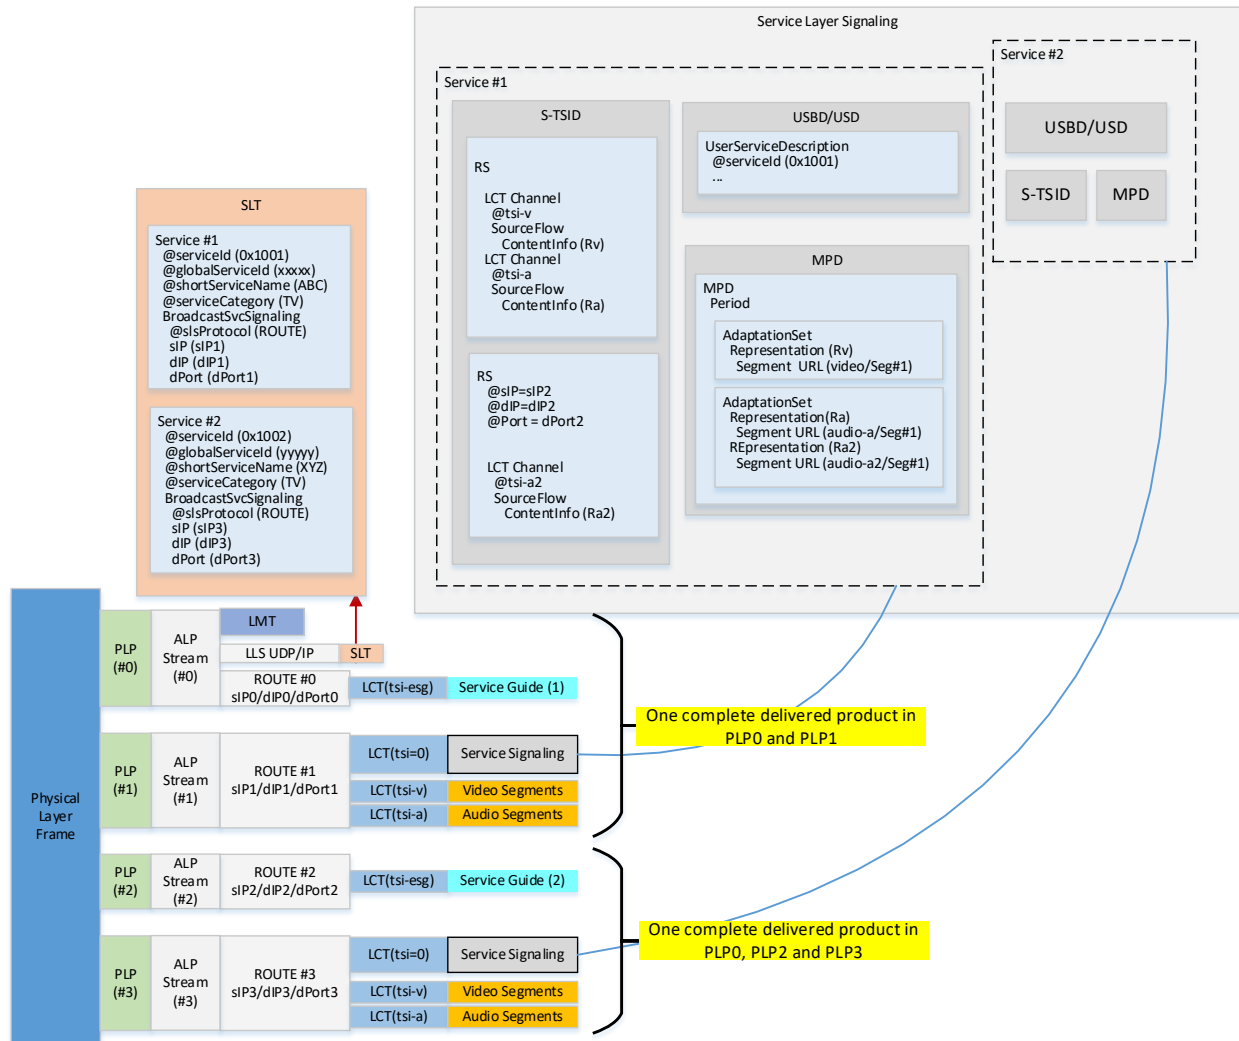 Service Layer Signaling
Service #1
S-TSID
RS
LCT Channel
@tsi-v
SourceFlow
ContentInfo (Rv)
LCT Channel
@tsi-a
SourceFlow
ContentInfo (Ra)
RS
@sIP=sIP2
@dIP=dIP2
@Port = dPort2
LCT Channel
@tsi-a2
SourceFlow
ContentInfo (Ra2)
USBD/USD
UserServiceDescription
@serviceId (0x1001)
...
MPD
MPD
Period
AdaptationSet
Representation (Rv)
Segment URL (video/Seg#1)
AdaptationSet
Representation(Ra)
Segment URL (audio-a/Seg#1)
REpresentation (Ra2)
Segment URL (audio-a2/Seg#1)
Service #2
USBD/USD
S-TSID
MPD
SLT
Service #1
@serviceId (0x1001)
@globalServiceId (xxxxx)
@shortServiceName (ABC)
@serviceCategory (TV)
BroadcastSvcSignaling
@slsProtocol (ROUTE)
sIP (sIP1)
dIP (dIP1)
dPort (dPort1)
Service #2
@serviceId (0x1002)
@globalServiceId (yyyyy)
@shortServiceName (XYZ)
@serviceCategory (TV)
BroadcastSvcSignaling
@slsProtocol (ROUTE)
sIP (sIP3)
dIP (dIP3)
dPort (dPort3)
Physical
Layer
Frame
PLP
(#0)
ALP
Stream
(#0)
LMT
LLS UDP/IP
SLT
ROUTE #0
sIP0/dIP0/dPort0
LCT(tsi-esg)
Service Guide (1)
PLP
(#1)
ALP
Stream
(#1)
ROUTE #1
sIP1/dIP1/dPort1
LCT(tsi=0)
Service Signaling
LCT(tsi-v)
Video Segments
LCT(tsi-a)
Audio Segments
One complete delivered product in
PLP0 and PLP1
PLP
(#2)
ALP
Stream
(#2)
ROUTE #2
sIP2/dIP2/dPort2
LCT(tsi-esg)
Service Guide (2)
PLP
(#3)
ALP
Stream
(#3)
ROUTE #3
sIP3/dIP3/dPort3
LCT(tsi=0)
Service Signaling
LCT(tsi-v)
Video Segments
LCT(tsi-a)
Audio Segments
One complete delivered product in
PLP0, PLP2 and PLP3